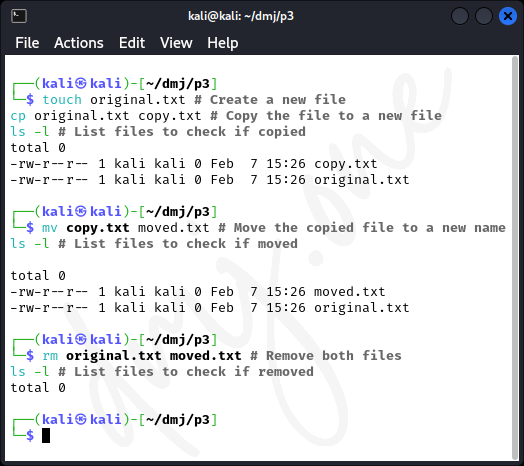 kali@kali: ~/dmj/p3
File Actions Edit View Help
┌──(kali㉿kali)-[~/dmj/p3]
└─$ touch original.txt # Create a new file
cp original.txt copy.txt # Copy the file to a new file
ls -l # List files to check if copied
total 0
-rw-r--r-- 1 kali kali 0 Feb  7 15:26 copy.txt
-rw-r--r-- 1 kali kali 0 Feb  7 15:26 original.txt
┌──(kali㉿kali)-[~/dmj/p3]
└─$ mv copy.txt moved.txt # Move the copied file to a new name
ls -l # List files to check if moved
total 0
-rw-r--r-- 1 kali kali 0 Feb  7 15:26 moved.txt
-rw-r--r-- 1 kali kali 0 Feb  7 15:26 original.txt
┌──(kali㉿kali)-[~/dmj/p3]
└─$ rm original.txt moved.txt # Remove both files
ls -l # List files to check if removed
total 0
┌──(kali㉿kali)-[~/dmj/p3]
└─$